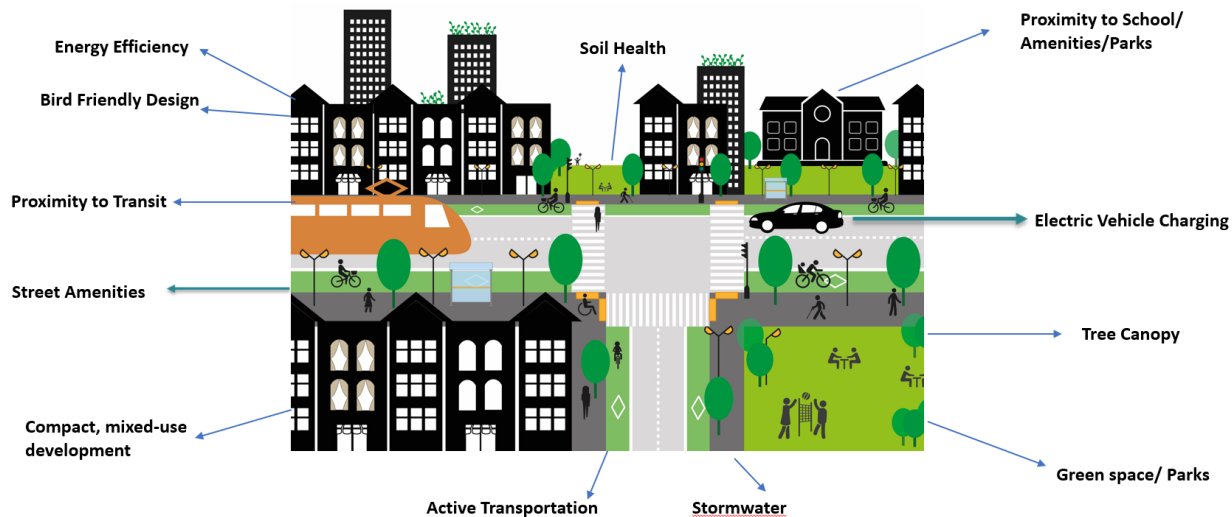 Energy Efficiency
Bird Friendly Design
Proximity to Transit
Street Amenities
Compact, mixed-use
development
Soil Health
Proximity to School/
Amenities/Parks
Electric Vehicle Charging
Tree Canopy
Green space/ Parks
Active Transportation
Stormwater